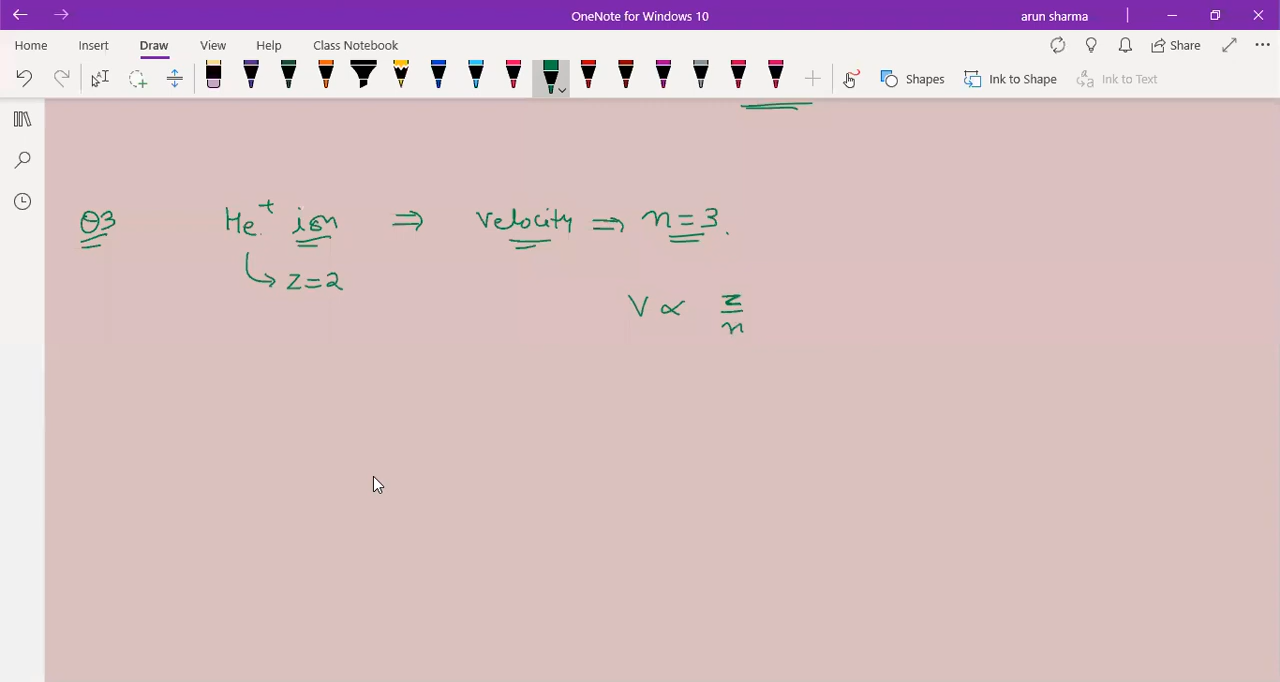 OneNote for Windows 10
arun sharma
Home Insert Draw View Help Class Notebook
Share
Shapes Ink to Shape Ink to Text
Q3 He⁺ ion ⇒ velocity ⇒ n = 3.
↳ Z = 2
V ∝ Z/n